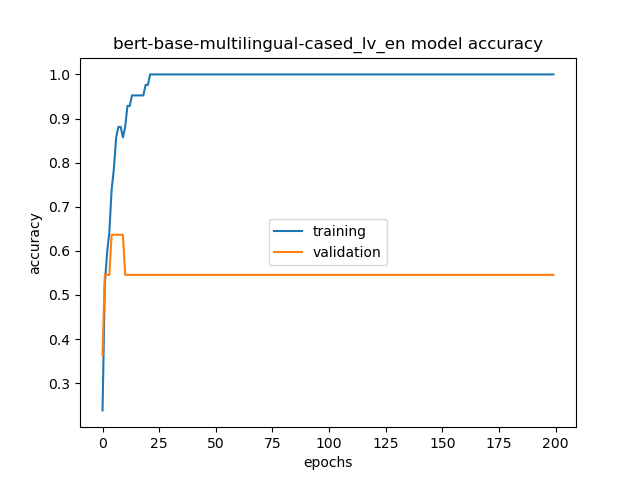 bert-base-multilingual-cased_lv_en model accuracy
accuracy
1.0
0.9
0.8
0.7
0.6
0.5
0.4
0.3
training
validation
0 25 50 75 100 125 150 175 200
epochs